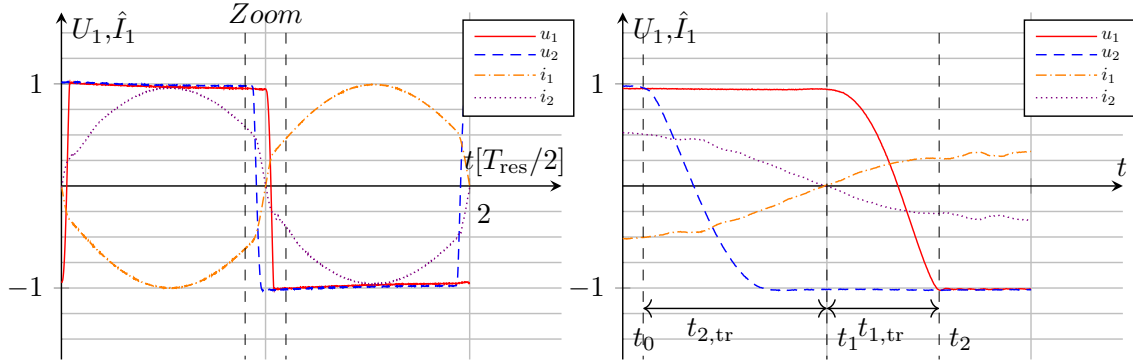 Zoom
U₁,Î₁
u₁
u₂
i₁
i₂
1
t[T_res/2]
2
−1
U₁,Î₁
u₁
u₂
i₁
i₂
1
t
−1
t₂,tr
t₁,tr
t₀
t₁
t₂